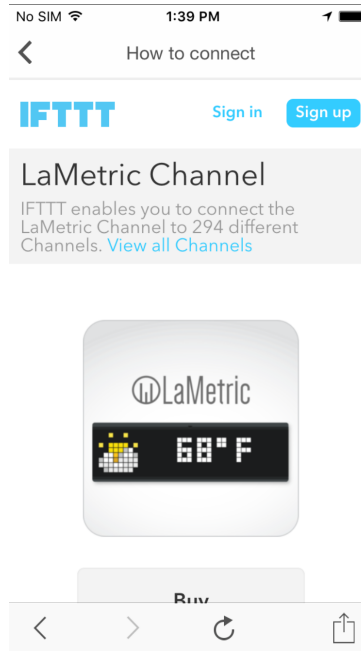 No SIM 1:39 PM
How to connect
IFTTT Sign in Sign up
LaMetric Channel
IFTTT enables you to connect the
LaMetric Channel to 294 different
Channels. View all Channels
LaMetric
68°F
Buy